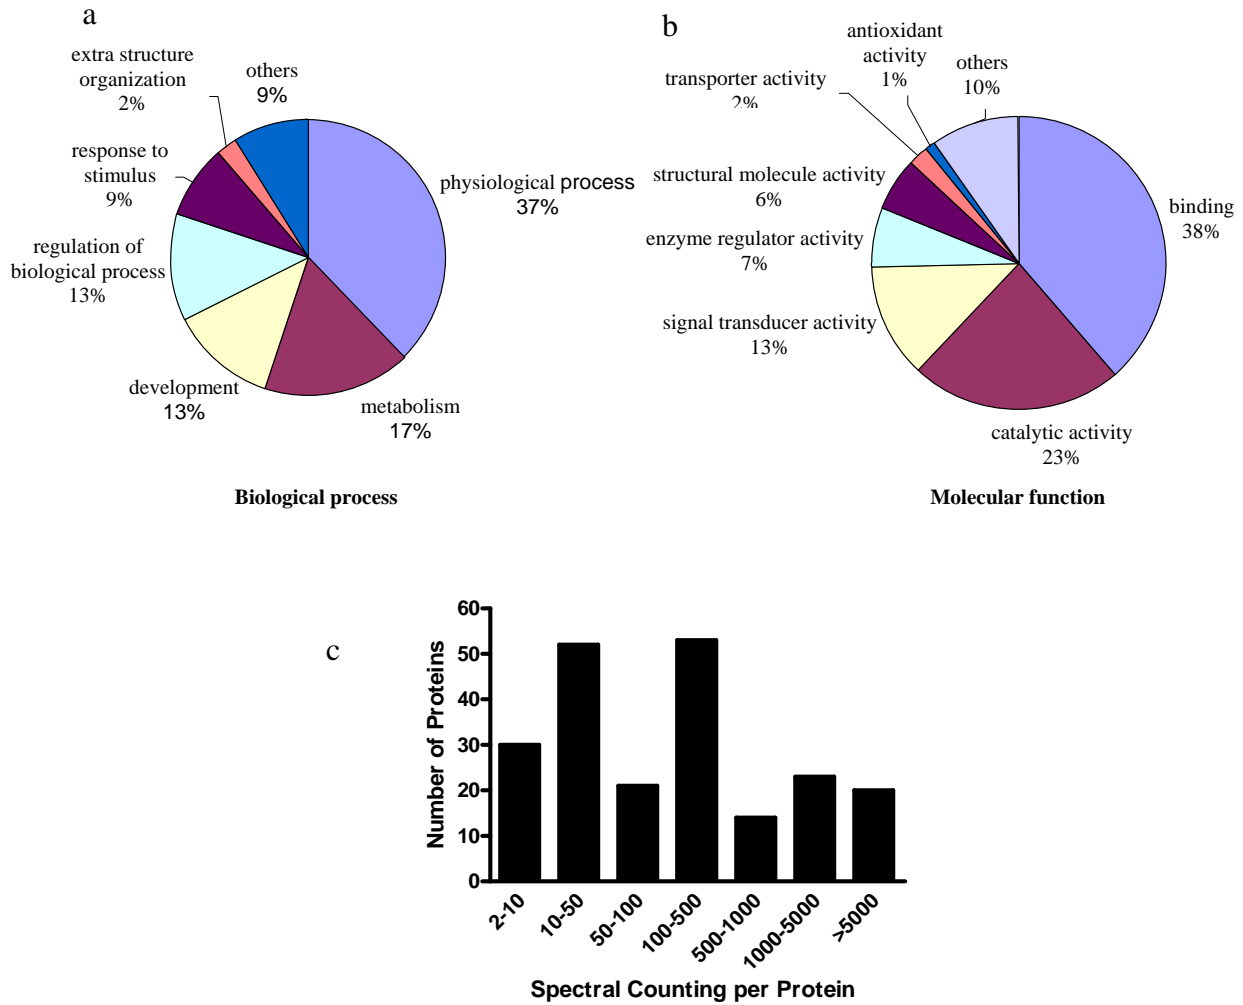 a
extra structure
organization
2%
others
9%
response to
stimulus
9%
physiological process
37%
regulation of
biological process
13%
development
13%
metabolism
17%
Biological process
b
antioxidant
activity
1%
others
10%
transporter activity
2%
structural molecule activity
6%
binding
38%
enzyme regulator activity
7%
signal transducer activity
13%
catalytic activity
23%
Molecular function
c
Number of Proteins
60
50
40
30
20
10
0
2-10
10-50
50-100
100-500
500-1000
1000-5000
>5000
Spectral Counting per Protein